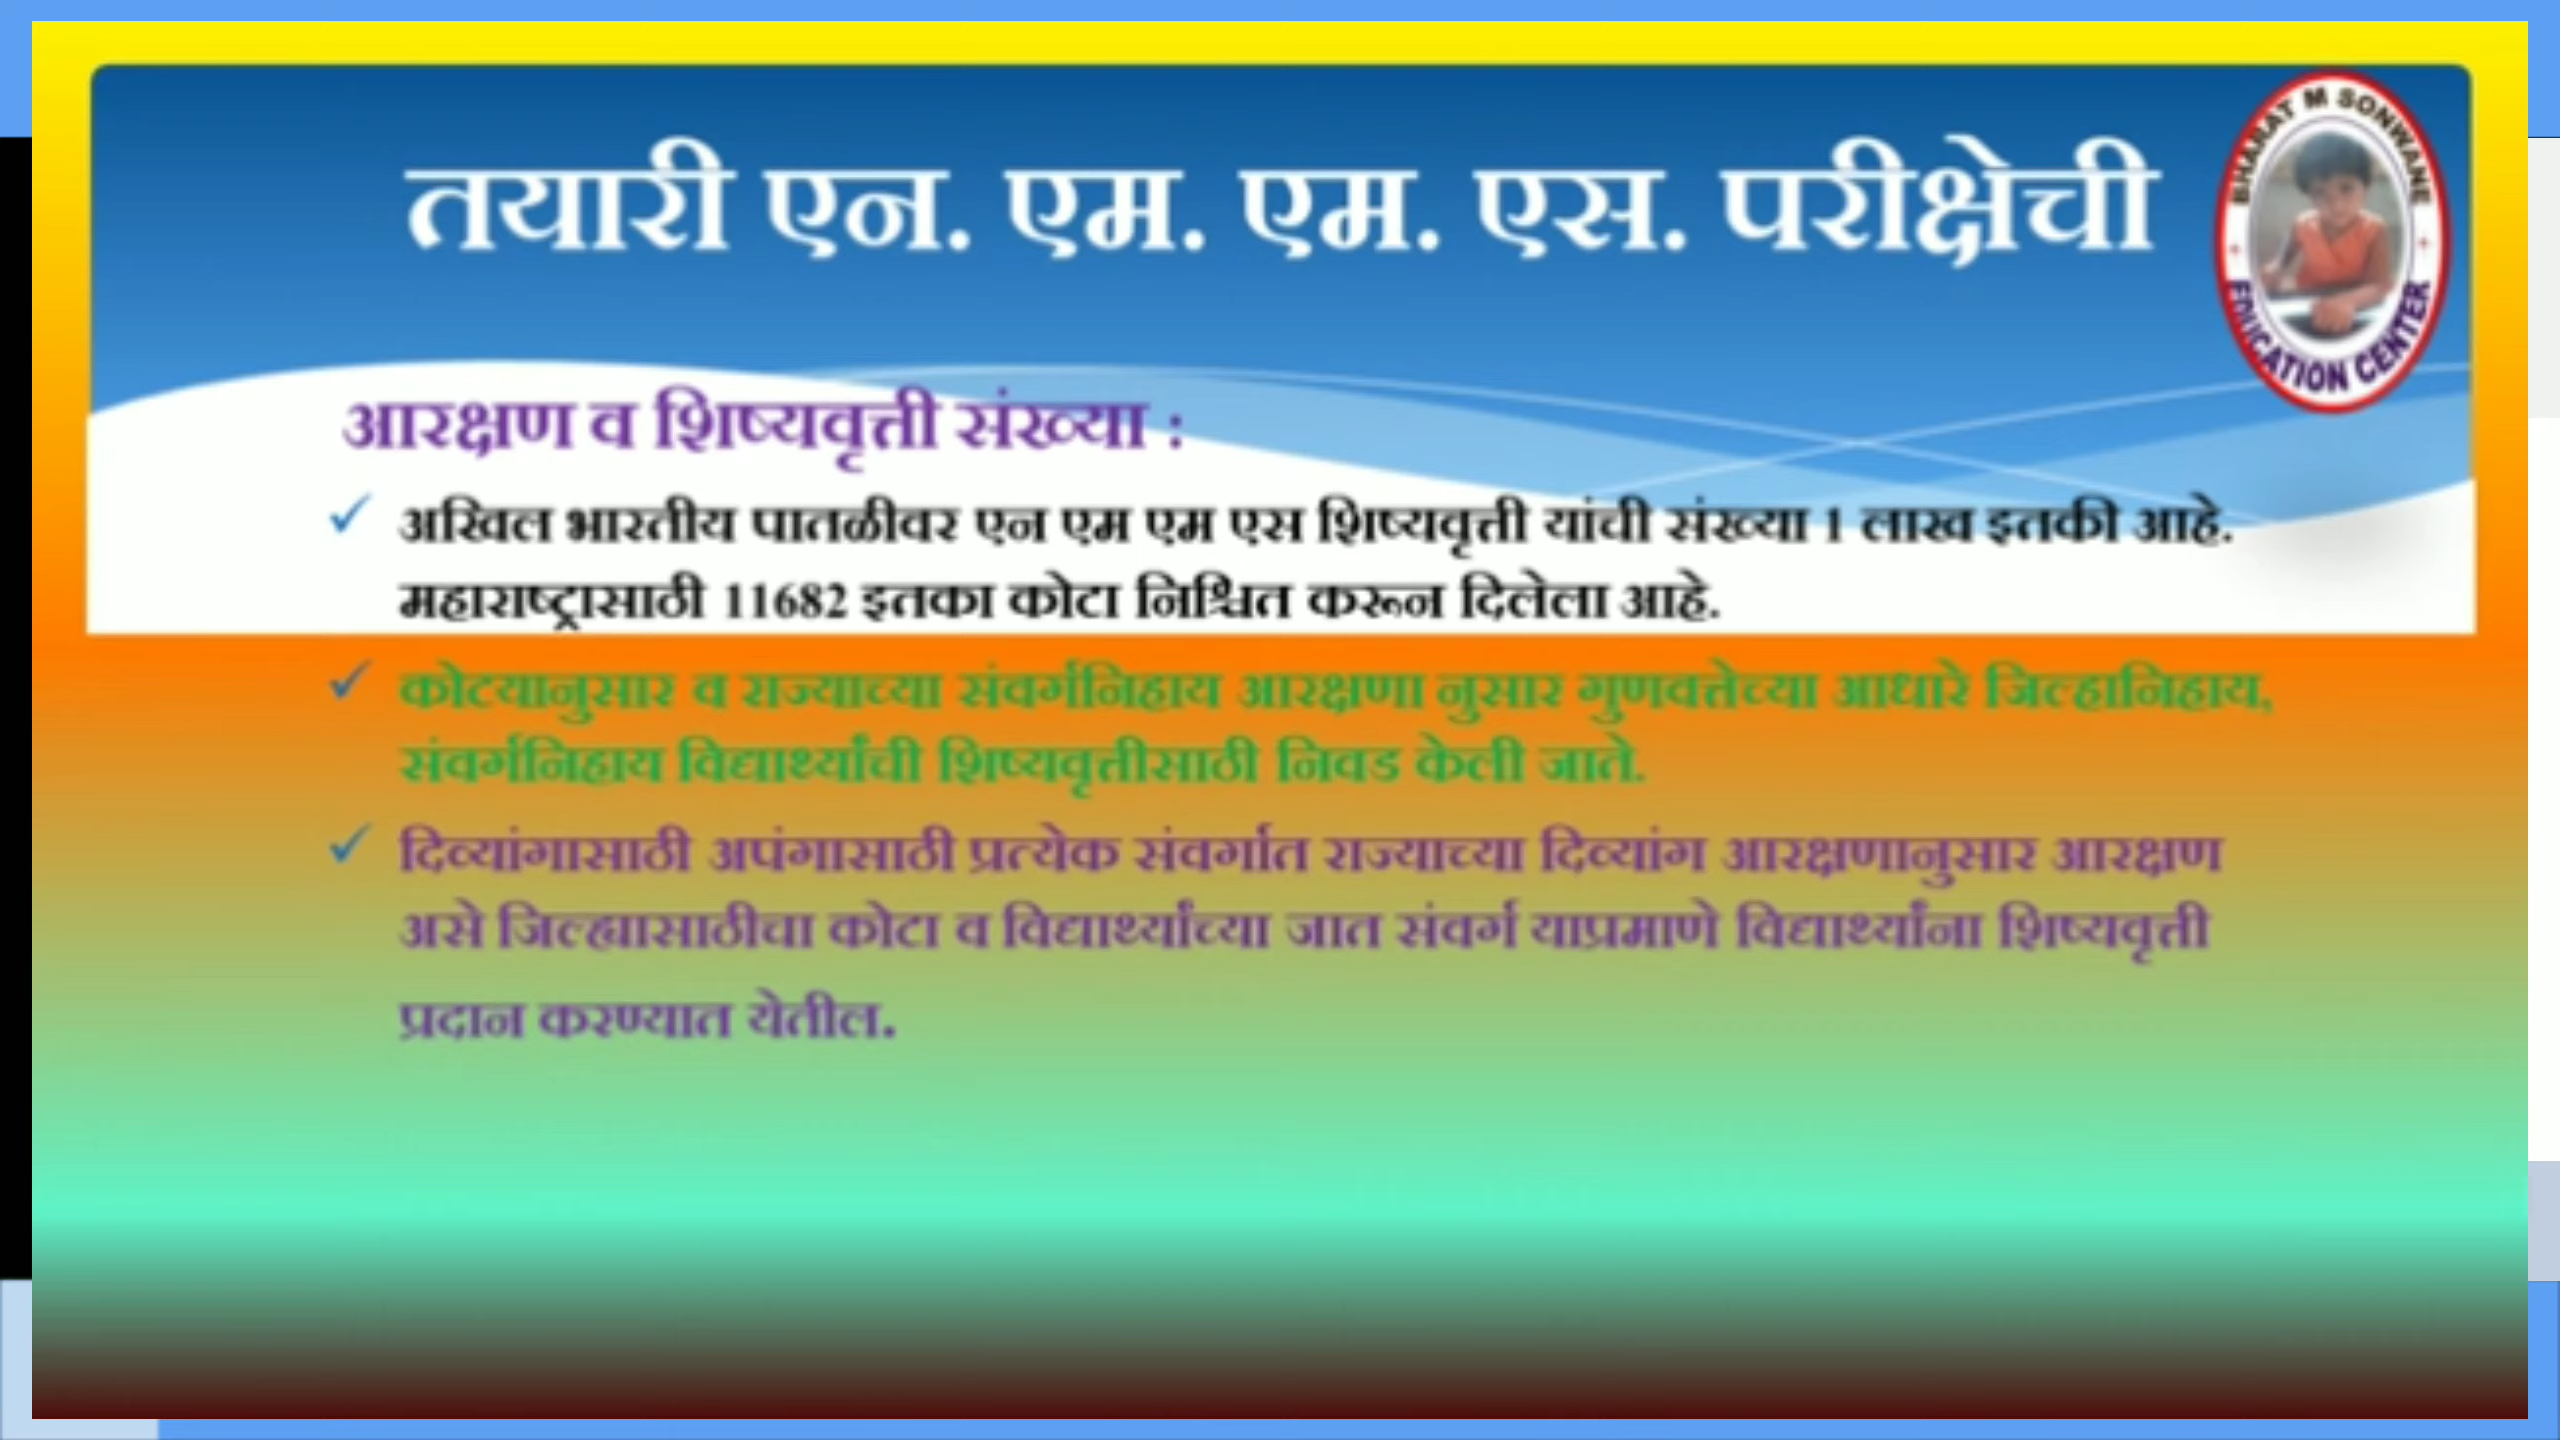 तयारी एन. एम. एम. एस. परीक्षेची
BHARAT M SONWANE
EDUCATION CENTER
आरक्षण व शिष्यवृत्ती संख्या :
✓ अखिल भारतीय पातळीवर एन एम एम एस शिष्यवृत्ती यांची संख्या 1 लाख इतकी आहे.
महाराष्ट्रासाठी 11682 इतका कोटा निश्चित करून दिलेला आहे.
✓ कोटयानुसार व राज्याच्या संवर्गनिहाय आरक्षणा नुसार गुणवत्तेच्या आधारे जिल्हानिहाय,
संवर्गनिहाय विद्यार्थ्यांची शिष्यवृत्तीसाठी निवड केली जाते.
✓ दिव्यांगासाठी अपंगासाठी प्रत्येक संवर्गात राज्याच्या दिव्यांग आरक्षणानुसार आरक्षण
असे जिल्ह्यासाठीचा कोटा व विद्यार्थ्यांच्या जात संवर्ग याप्रमाणे विद्यार्थ्यांना शिष्यवृत्ती
प्रदान करण्यात येतील.